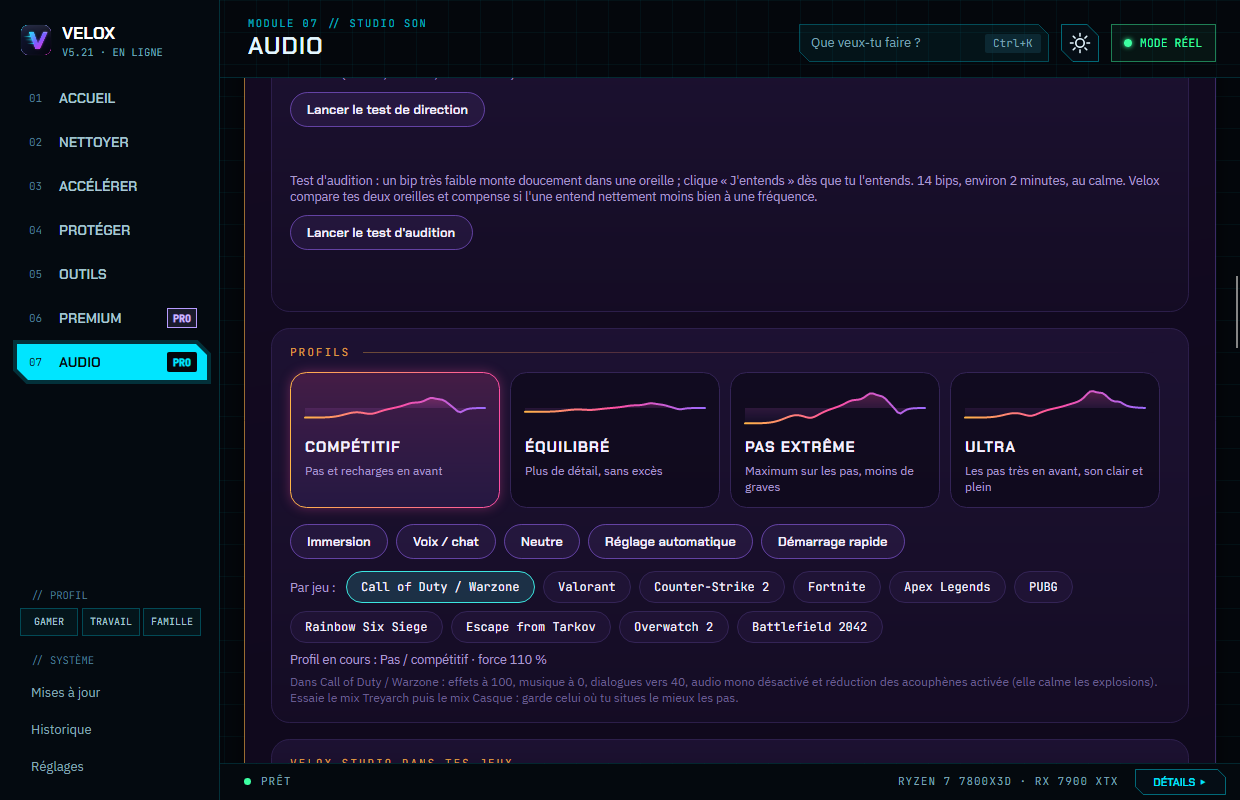 VELOX
V5.21 · EN LIGNE
01 ACCUEIL
02 NETTOYER
03 ACCÉLÉRER
04 PROTÉGER
05 OUTILS
06 PREMIUM PRO
07 AUDIO PRO
// PROFIL
GAMER TRAVAIL FAMILLE
// SYSTÈME
Mises à jour
Historique
Réglages
MODULE 07 // STUDIO SON
AUDIO
Que veux-tu faire ? Ctrl+K
MODE RÉEL
Lancer le test de direction
Test d'audition : un bip très faible monte doucement dans une oreille ; clique « J'entends » dès que tu l'entends. 14 bips, environ 2 minutes, au calme. Velox
compare tes deux oreilles et compense si l'une entend nettement moins bien à une fréquence.
Lancer le test d'audition
PROFILS
COMPÉTITIF
Pas et recharges en avant
ÉQUILIBRÉ
Plus de détail, sans excès
PAS EXTRÊME
Maximum sur les pas, moins de
graves
ULTRA
Les pas très en avant, son clair et
plein
Immersion Voix / chat Neutre Réglage automatique Démarrage rapide
Par jeu : Call of Duty / Warzone Valorant Counter-Strike 2 Fortnite Apex Legends PUBG
Rainbow Six Siege Escape from Tarkov Overwatch 2 Battlefield 2042
Profil en cours : Pas / compétitif · force 110 %
Dans Call of Duty / Warzone : effets à 100, musique à 0, dialogues vers 40, audio mono désactivé et réduction des acouphènes activée (elle calme les explosions).
Essaie le mix Treyarch puis le mix Casque : garde celui où tu situes le mieux les pas.
VELOX STUDIO DANS TES JEUX
PRÊT
RYZEN 7 7800X3D · RX 7900 XTX
DÉTAILS ▸